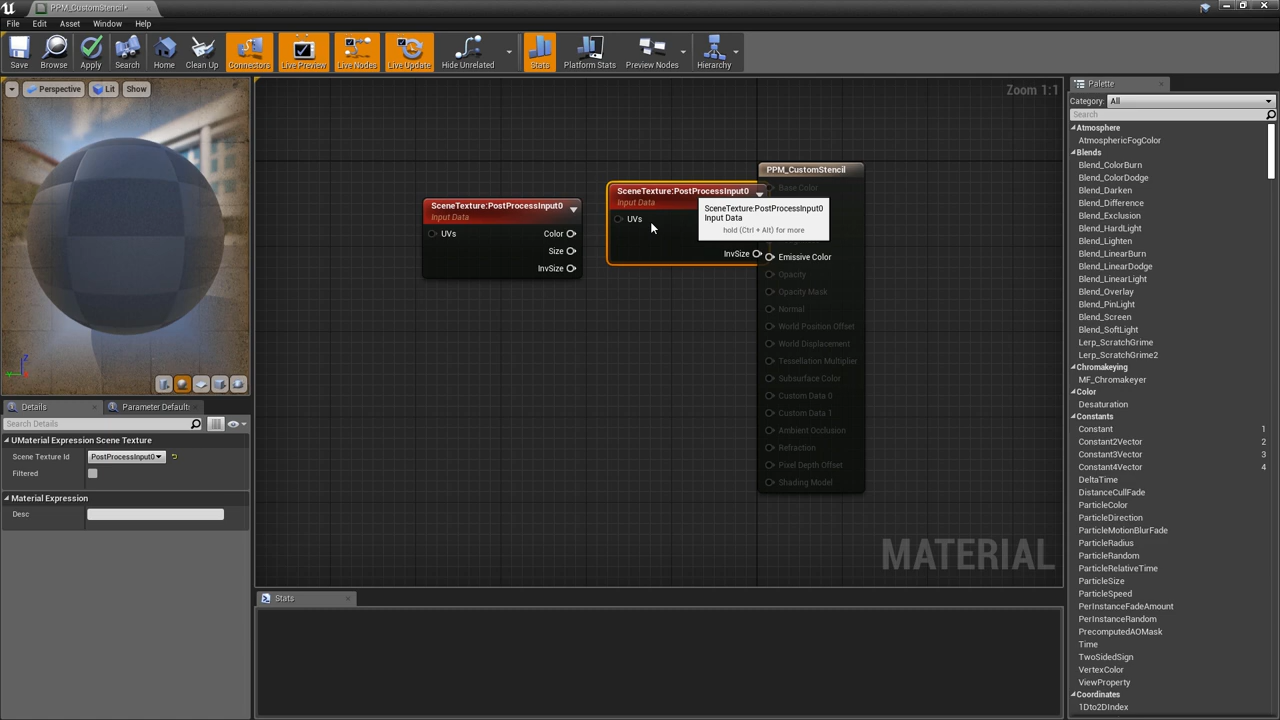 PPM_CustomStencil*
File Edit Asset Window Help
Save Browse Apply Search Home Clean Up Connectors Live Preview Live Nodes Live Update Hide Unrelated Stats Platform Stats Preview Nodes Hierarchy
Perspective Lit Show
Zoom 1:1
Palette
Category: All
Search
Atmosphere
AtmosphericFogColor
Blends
Blend_ColorBurn
Blend_ColorDodge
Blend_Darken
Blend_Difference
Blend_Exclusion
Blend_HardLight
Blend_Lighten
Blend_LinearBurn
Blend_LinearDodge
Blend_LinearLight
Blend_Overlay
Blend_PinLight
Blend_Screen
Blend_SoftLight
Lerp_ScratchGrime
Lerp_ScratchGrime2
Chromakeying
MF_Chromakeyer
Color
Desaturation
Constants
Constant 1
Constant2Vector 2
Constant3Vector 3
Constant4Vector 4
DeltaTime
DistanceCullFade
ParticleColor
ParticleDirection
ParticleMotionBlurFade
ParticleRadius
ParticleRandom
ParticleRelativeTime
ParticleSize
ParticleSpeed
PerInstanceFadeAmount
PerInstanceRandom
PrecomputedAOMask
Time
TwoSidedSign
VertexColor
ViewProperty
Coordinates
1Dto2DIndex
SceneTexture:PostProcessInput0
Input Data
UVs Color
Size
InvSize
SceneTexture:PostProcessInput0
Input Data
UVs
InvSize
SceneTexture:PostProcessInput0
Input Data
hold (Ctrl + Alt) for more
PPM_CustomStencil
Base Color
Emissive Color
Opacity
Opacity Mask
Normal
World Position Offset
World Displacement
Tessellation Multiplier
Subsurface Color
Custom Data 0
Custom Data 1
Ambient Occlusion
Refraction
Pixel Depth Offset
Shading Model
MATERIAL
Z
Details Parameter Default:
Search Details
UMaterial Expression Scene Texture
Scene Texture Id PostProcessInput0
Filtered
Material Expression
Desc
Stats